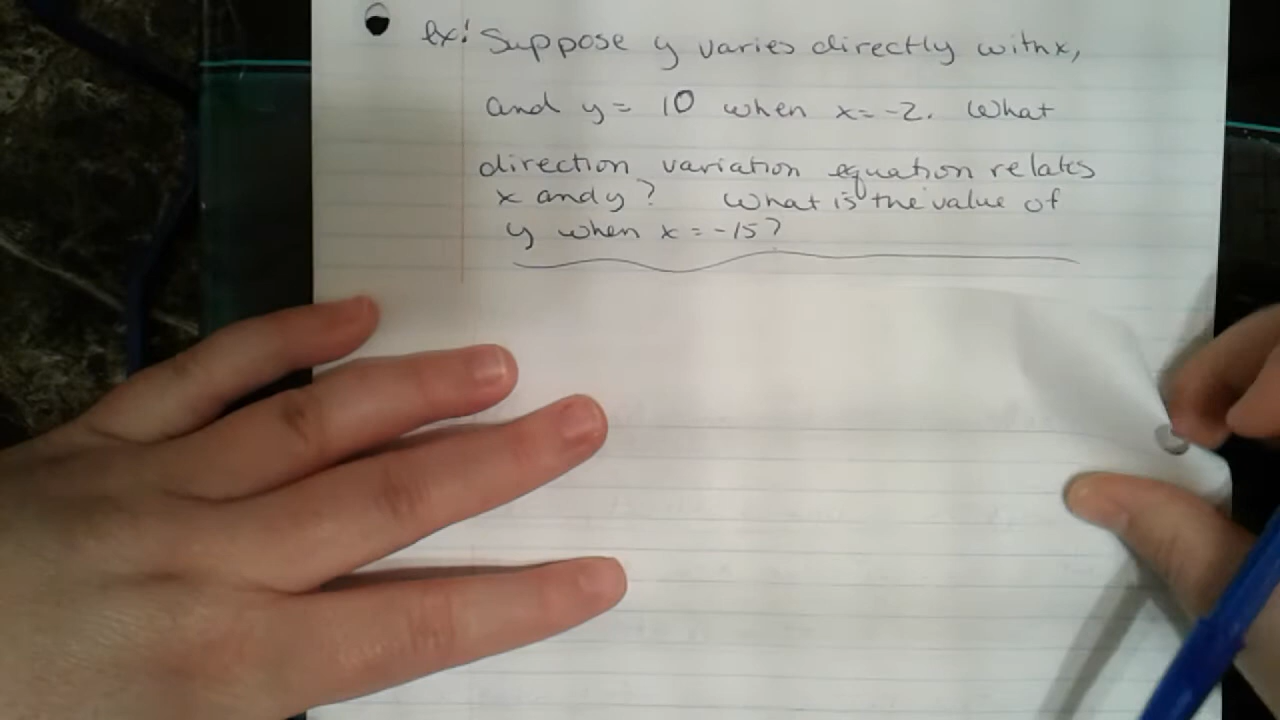 ex: Suppose y varies directly with x,
and y = 10 when x = -2. What
direction variation equation relates
x and y? What is the value of
y when x = -15?